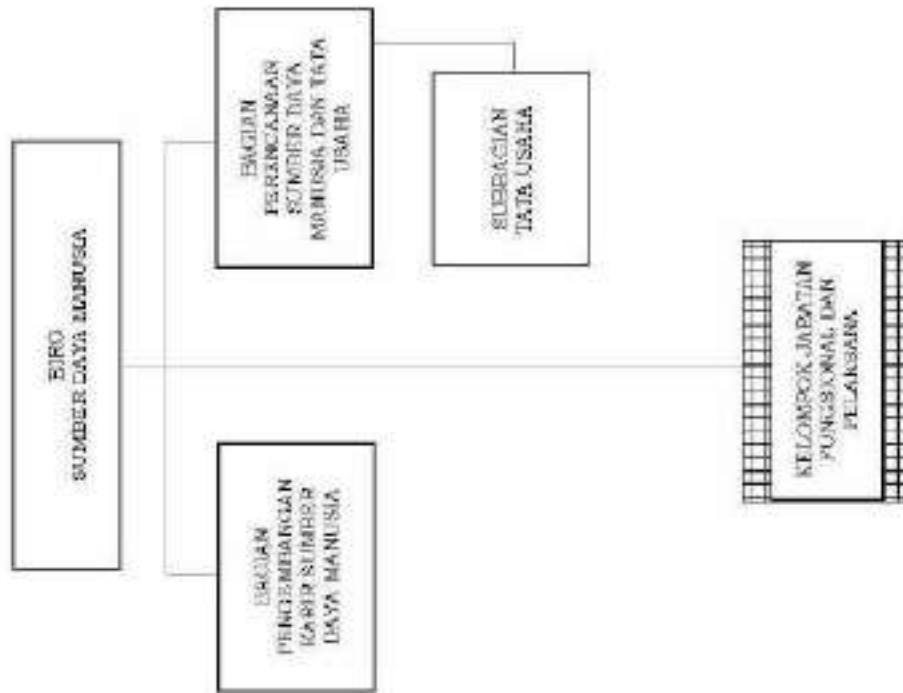 BIRO
SUMBER DAYA MANUSIA
BAGIAN
PENGEMBANGAN
KARIR SUMBER
DAYA MANUSIA
BAGIAN
PERENCANAAN
SUMBER DAYA
MANUSIA DAN TATA
USAHA
SUBBAGIAN
TATA USAHA
KELOMPOK JABATAN
FUNGSIONAL DAN
PELAKSANA